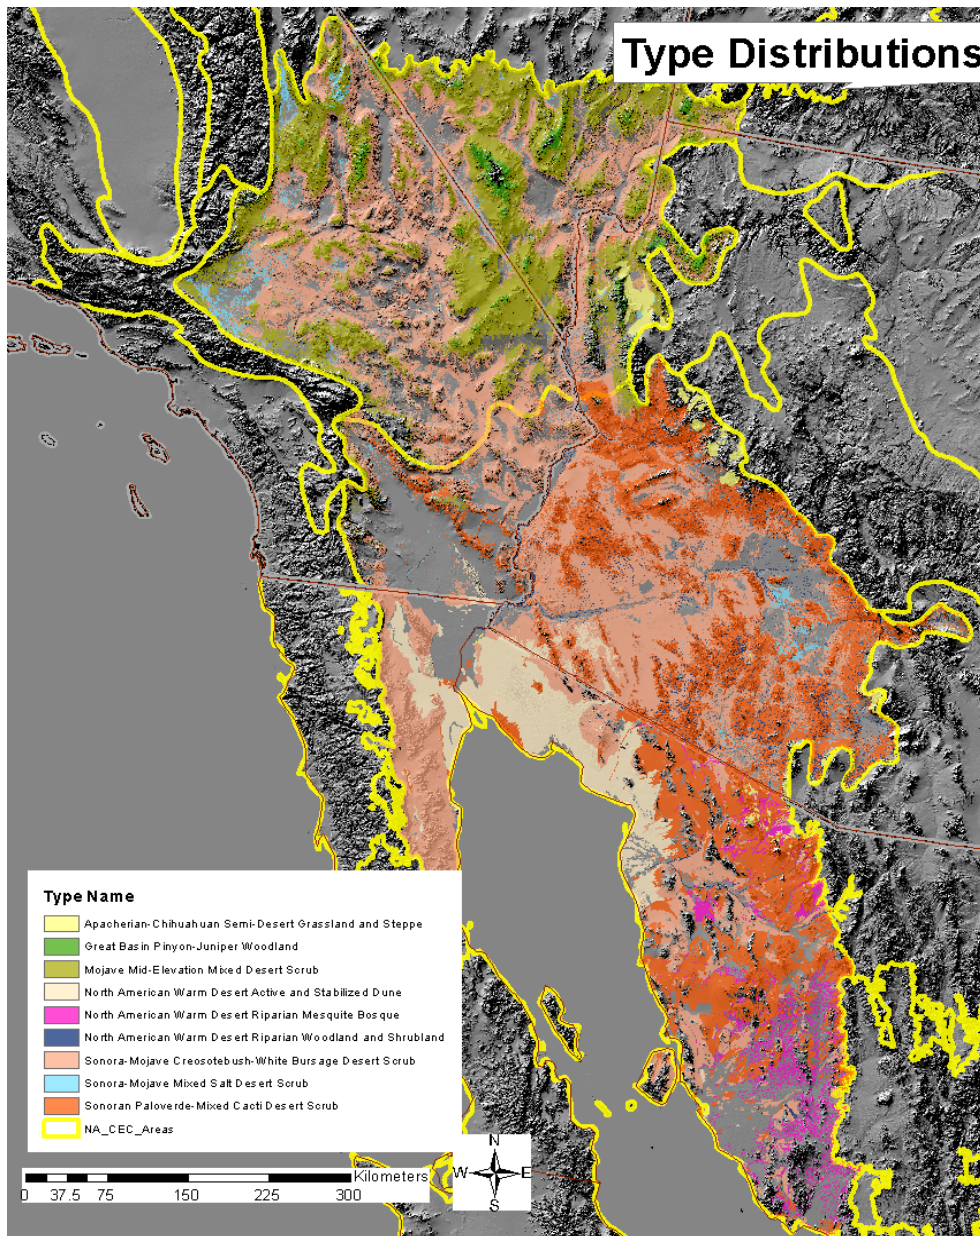 Type Distributions
Type Name
Apacherian-Chihuahuan Semi-Desert Grassland and Steppe
Great Basin Pinyon-Juniper Woodland
Mojave Mid-Elevation Mixed Desert Scrub
North American Warm Desert Active and Stabilized Dune
North American Warm Desert Riparian Mesquite Bosque
North American Warm Desert Riparian Woodland and Shrubland
Sonora-Mojave Creosotebush-White Bursage Desert Scrub
Sonora-Mojave Mixed Salt Desert Scrub
Sonoran Paloverde-Mixed Cacti Desert Scrub
NA_CEC_Areas
N
W E
S
Kilometers
0 37.5 75 150 225 300